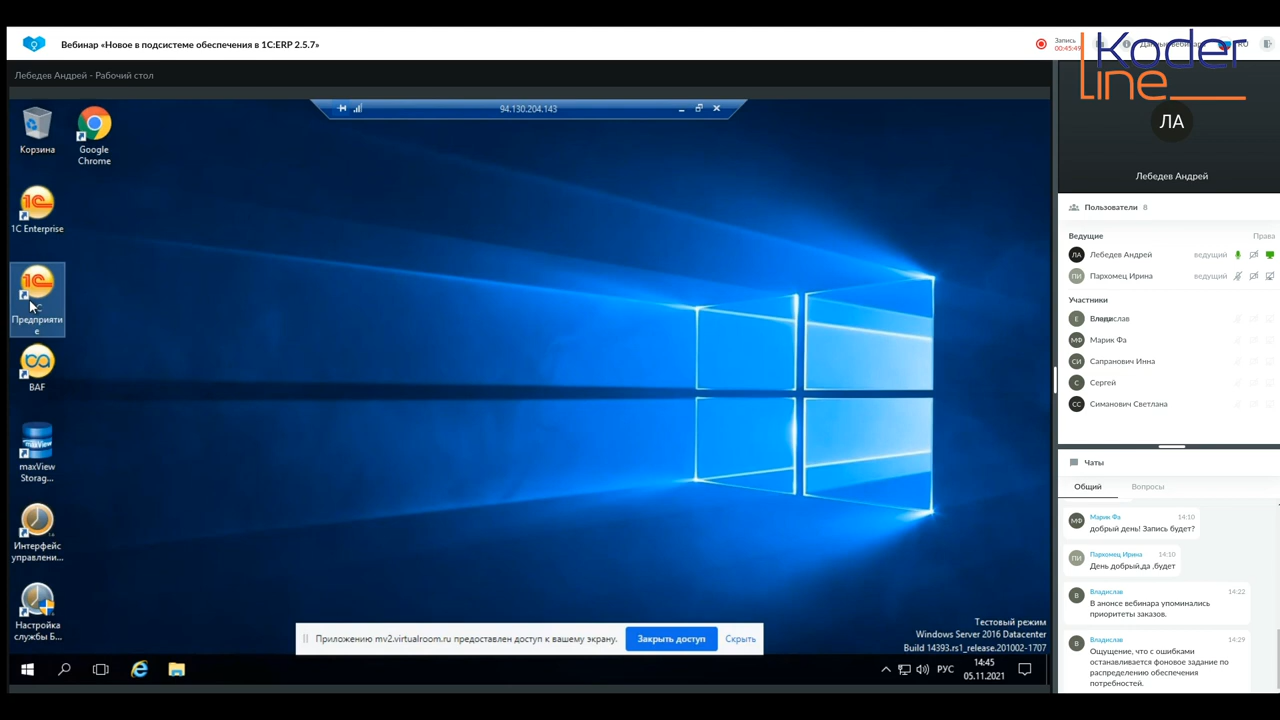 Вебинар «Новое в подсистеме обеспечения в 1C:ERP 2.5.7»
Запись
00:45:49
RU
Koder
Line
Лебедев Андрей - Рабочий стол
94.130.204.143
Корзина
Google
Chrome
1C Enterprise
Предприяти
е
BAF
maxView
Storag...
Интерфейс
управлени...
Настройка
службы Б...
Приложению mv2.virtualroom.ru предоставлен доступ к вашему экрану.
Закрыть доступ
Скрыть
Тестовый режим
Windows Server 2016 Datacenter
Build 14393.rs1_release.201002-1707
РУС
14:45
05.11.2021
ЛА
Лебедев Андрей
Пользователи 8
Ведущие Права
ЛА Лебедев Андрей ведущий
ПИ Пархомец Ирина ведущий
Участники
МФ Марик Фа
СИ Сапранович Инна
С Сергей
СС Симанович Светлана
Чаты
Общий Вопросы
МФ Марик Фа 14:10
добрый день! Запись будет?
ПИ Пархомец Ирина 14:10
День добрый,да ,будет
В Владислав 14:22
В анонсе вебинара упоминались
приоритеты заказов.
В Владислав 14:29
Ощущение, что с ошибками
останавливается фоновое задание по
распределению обеспечения
потребностей.